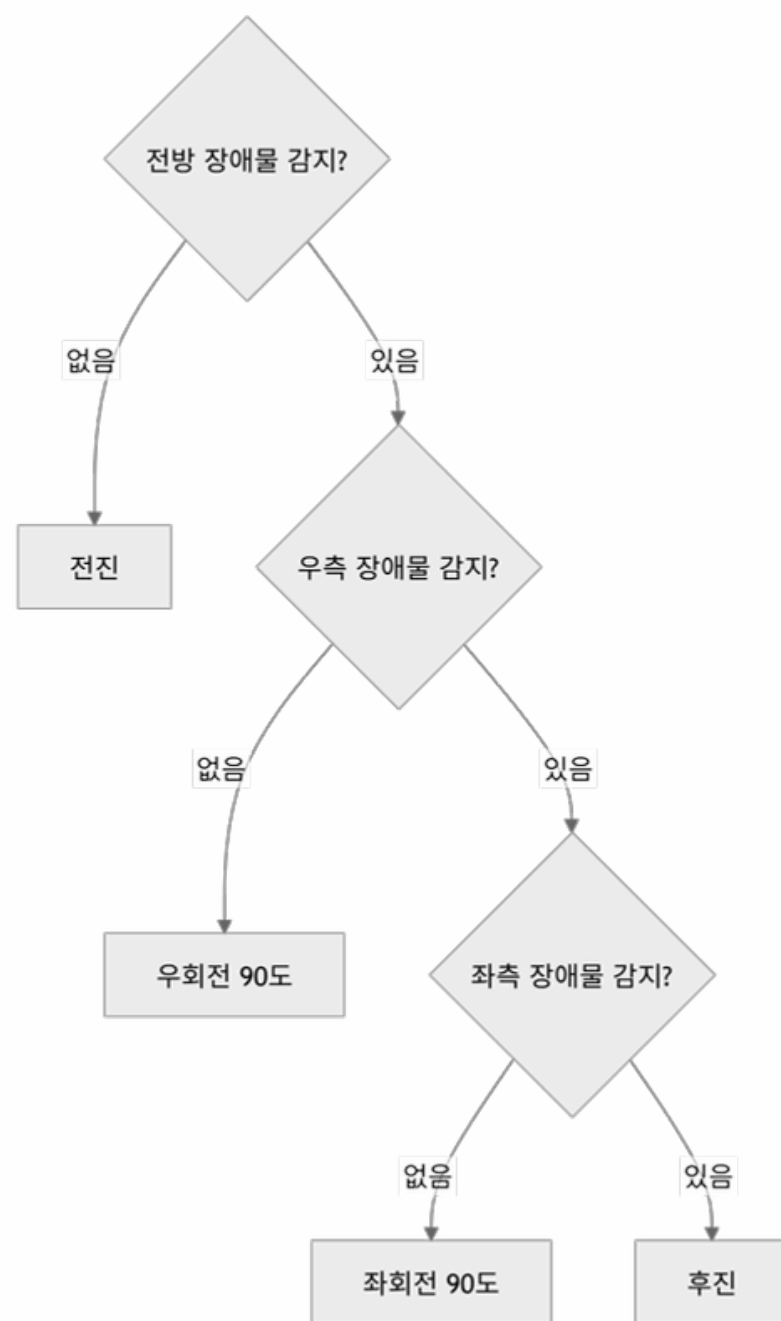 전방 장애물 감지?
없음
있음
전진
우측 장애물 감지?
없음
있음
우회전 90도
좌측 장애물 감지?
없음
있음
좌회전 90도
후진